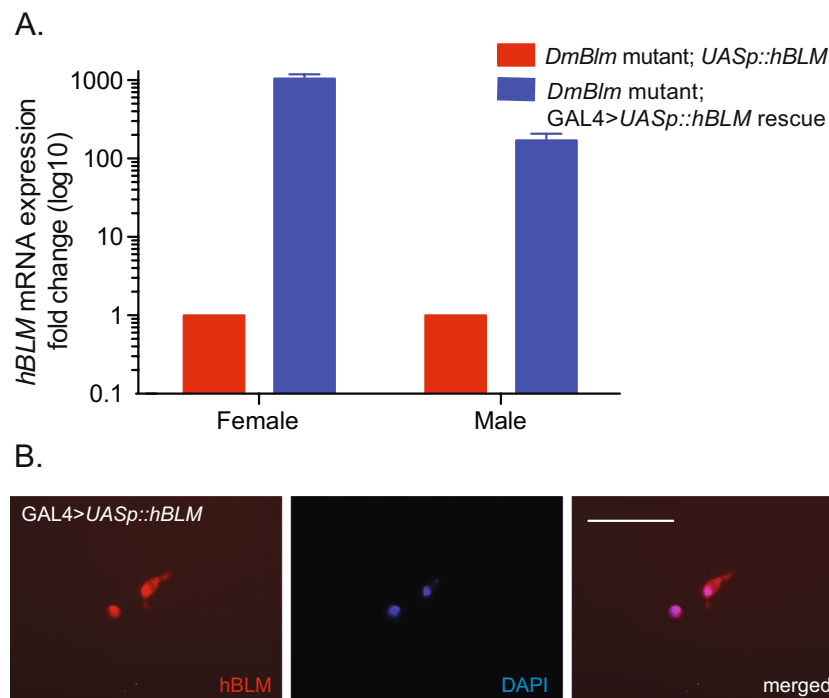 A.
DmBlm mutant; UASp::hBLM
DmBlm mutant;
GAL4>UASp::hBLM rescue
hBLM mRNA expression
fold change (log10)
1000
100
10
1
0.1
Female
Male
B.
GAL4>UASp::hBLM
hBLM
DAPI
merged